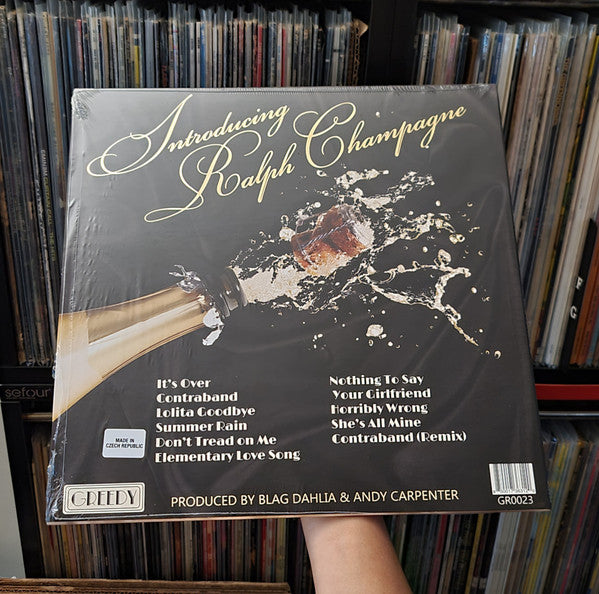 Introducing
Ralph Champagne
It's Over
Contraband
Lolita Goodbye
Summer Rain
Don't Tread on Me
Elementary Love Song
Nothing To Say
Your Girlfriend
Horribly Wrong
She's All Mine
Contraband (Remix)
MADE IN
CZECH REPUBLIC
GREEDY
PRODUCED BY BLAG DAHLIA & ANDY CARPENTER
GR0023
sefour